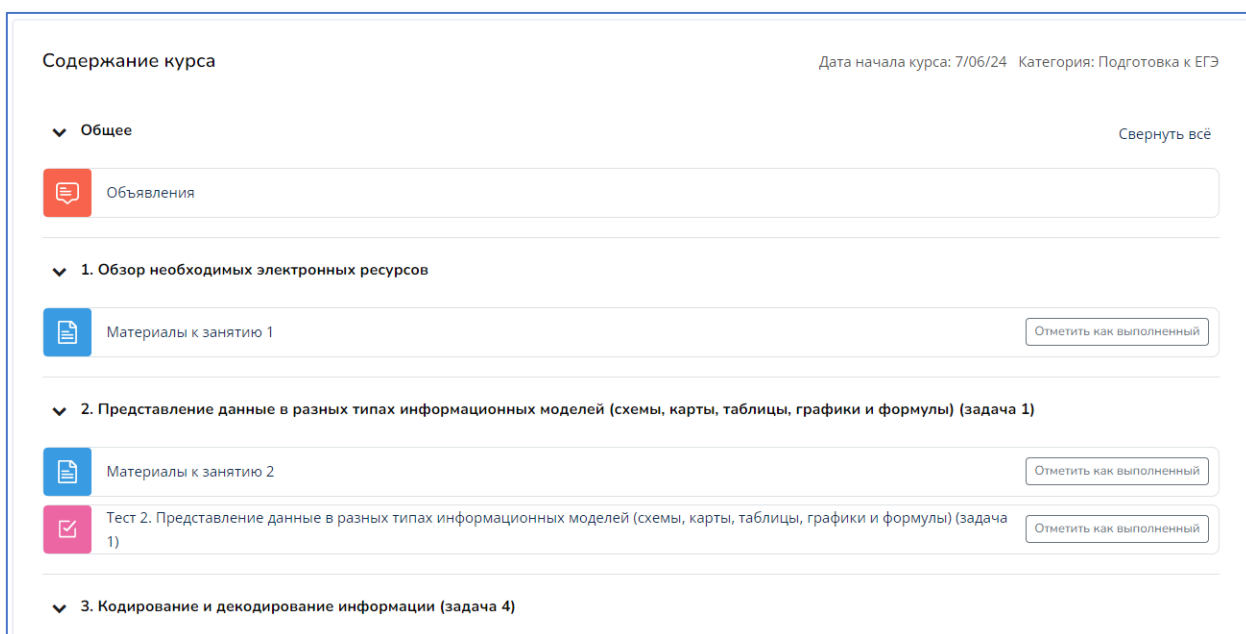 Содержание курса
Дата начала курса: 7/06/24 Категория: Подготовка к ЕГЭ
Общее
Свернуть всё
Объявления
1. Обзор необходимых электронных ресурсов
Материалы к занятию 1
Отметить как выполненный
2. Представление данные в разных типах информационных моделей (схемы, карты, таблицы, графики и формулы) (задача 1)
Материалы к занятию 2
Отметить как выполненный
Тест 2. Представление данные в разных типах информационных моделей (схемы, карты, таблицы, графики и формулы) (задача
1)
Отметить как выполненный
3. Кодирование и декодирование информации (задача 4)